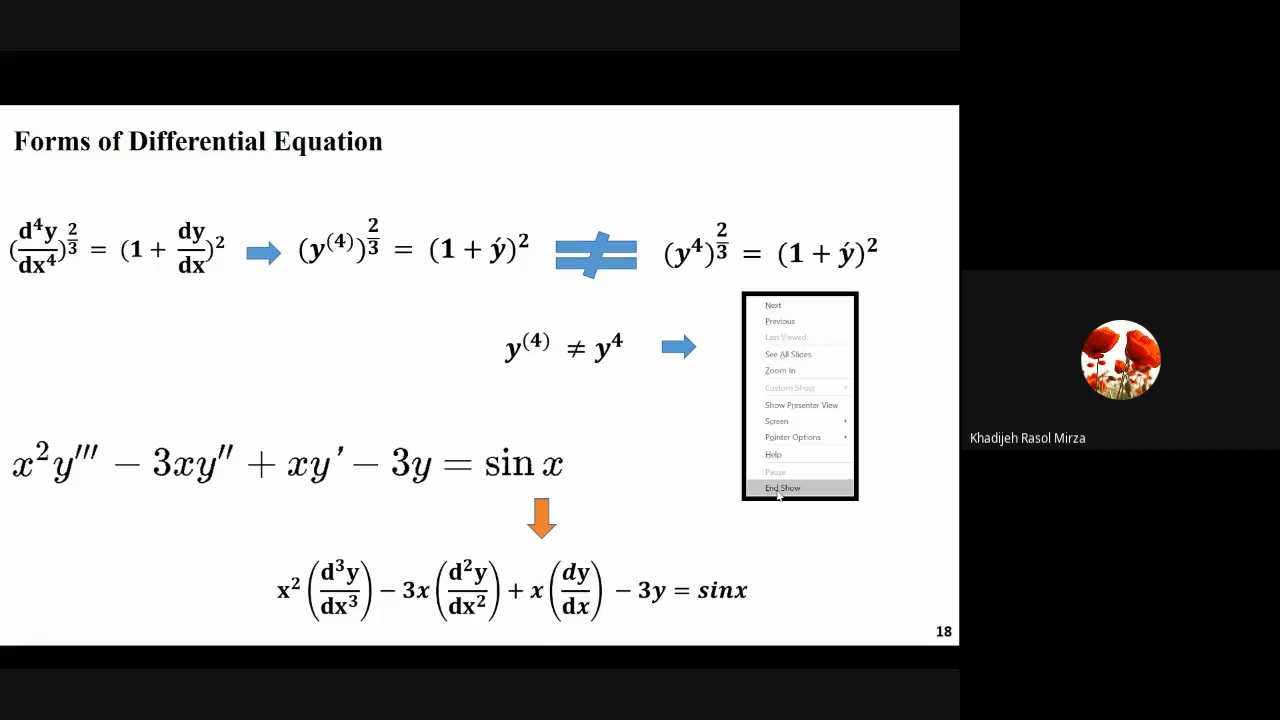 Forms of Differential Equation
(d⁴y/dx⁴)^(2/3) = (1 + dy/dx)² (y⁽⁴⁾)^(2/3) = (1 + ý)² ≠ (y⁴)^(2/3) = (1 + ý)²
y⁽⁴⁾ ≠ y⁴
Next
Previous
Last Viewed
See All Slides
Zoom In
Custom Show
Show Presenter View
Screen
Pointer Options
Help
Pause
End Show
Khadijeh Rasol Mirza
x²y′′′ − 3xy′′ + xy′ − 3y = sin x
x² (d³y/dx³) − 3x (d²y/dx²) + x (dy/dx) − 3y = sinx
18